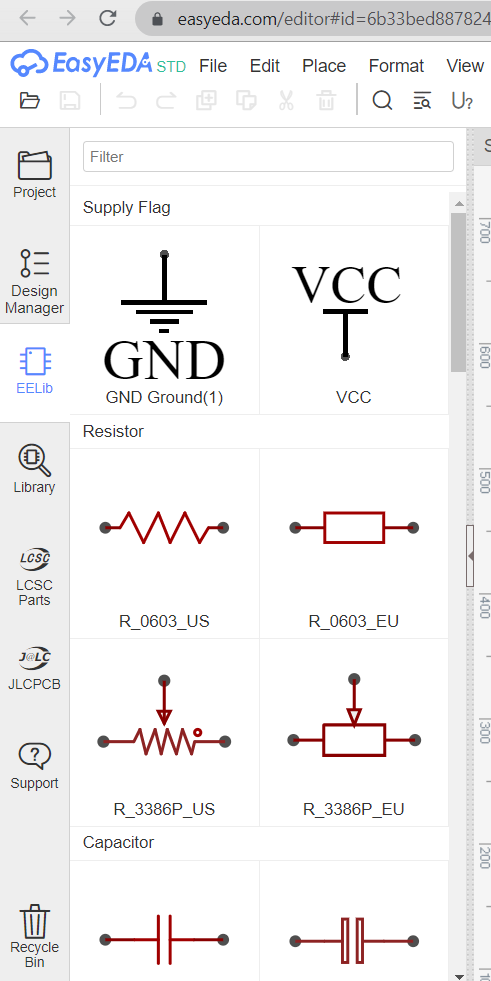 easyeda.com/editor#id=6b33bed887824
EasyEDA STD File Edit Place Format View
U?
Filter
Project
Design
Manager
EELib
Library
LCSC
LCSC
Parts
J@LC
JLCPCB
Support
Recycle
Bin
Supply Flag
GND
GND Ground(1)
VCC
VCC
Resistor
R_0603_US
R_0603_EU
R_3386P_US
R_3386P_EU
Capacitor
S
700
600
500
400
300
200